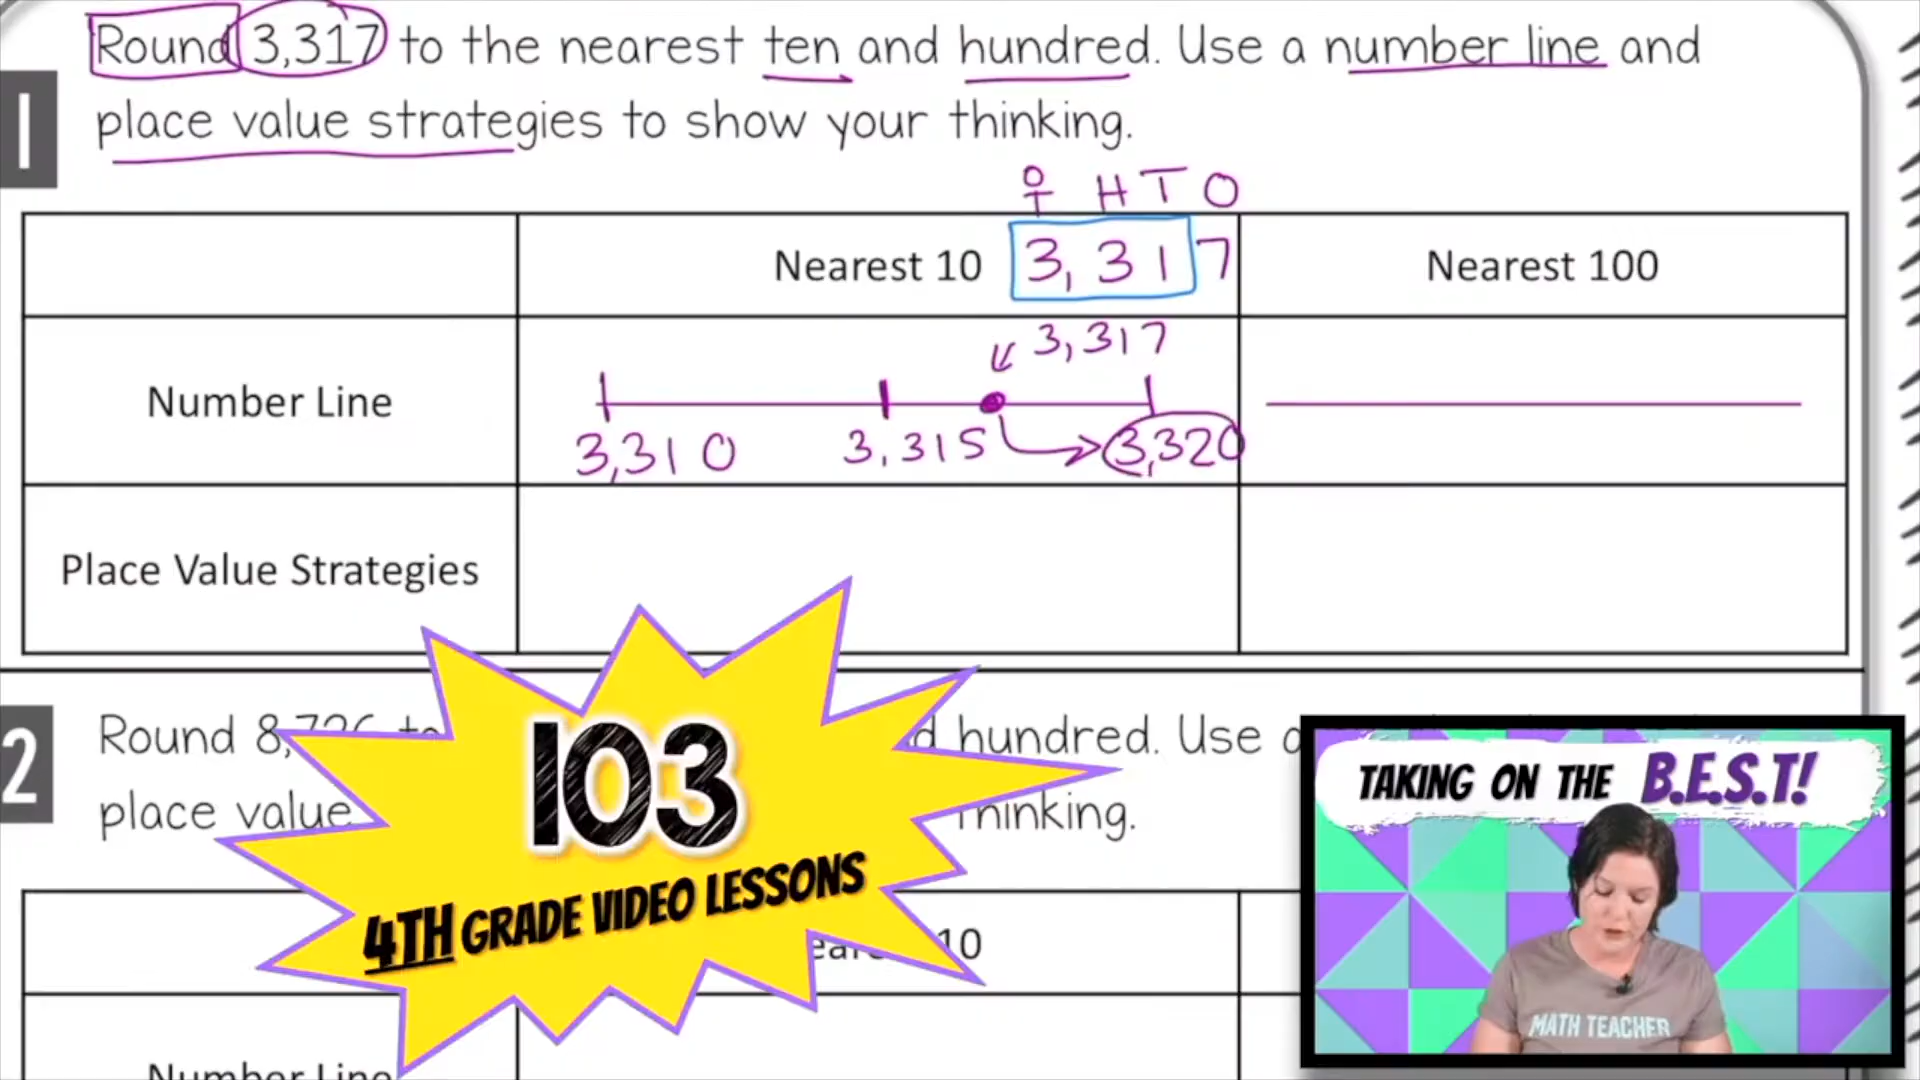 Round 3,317 to the nearest ten and hundred. Use a number line and
1
place value strategies to show your thinking.
T H T O
Nearest 10 3,317 Nearest 100
3,317
Number Line
3,310 3,315 3,320
Place Value Strategies
2
Round hundred. Use a
place value thinking.
103
4TH GRADE VIDEO LESSONS
10
Number Line
TAKING ON THE B.E.S.T!
MATH TEACHER